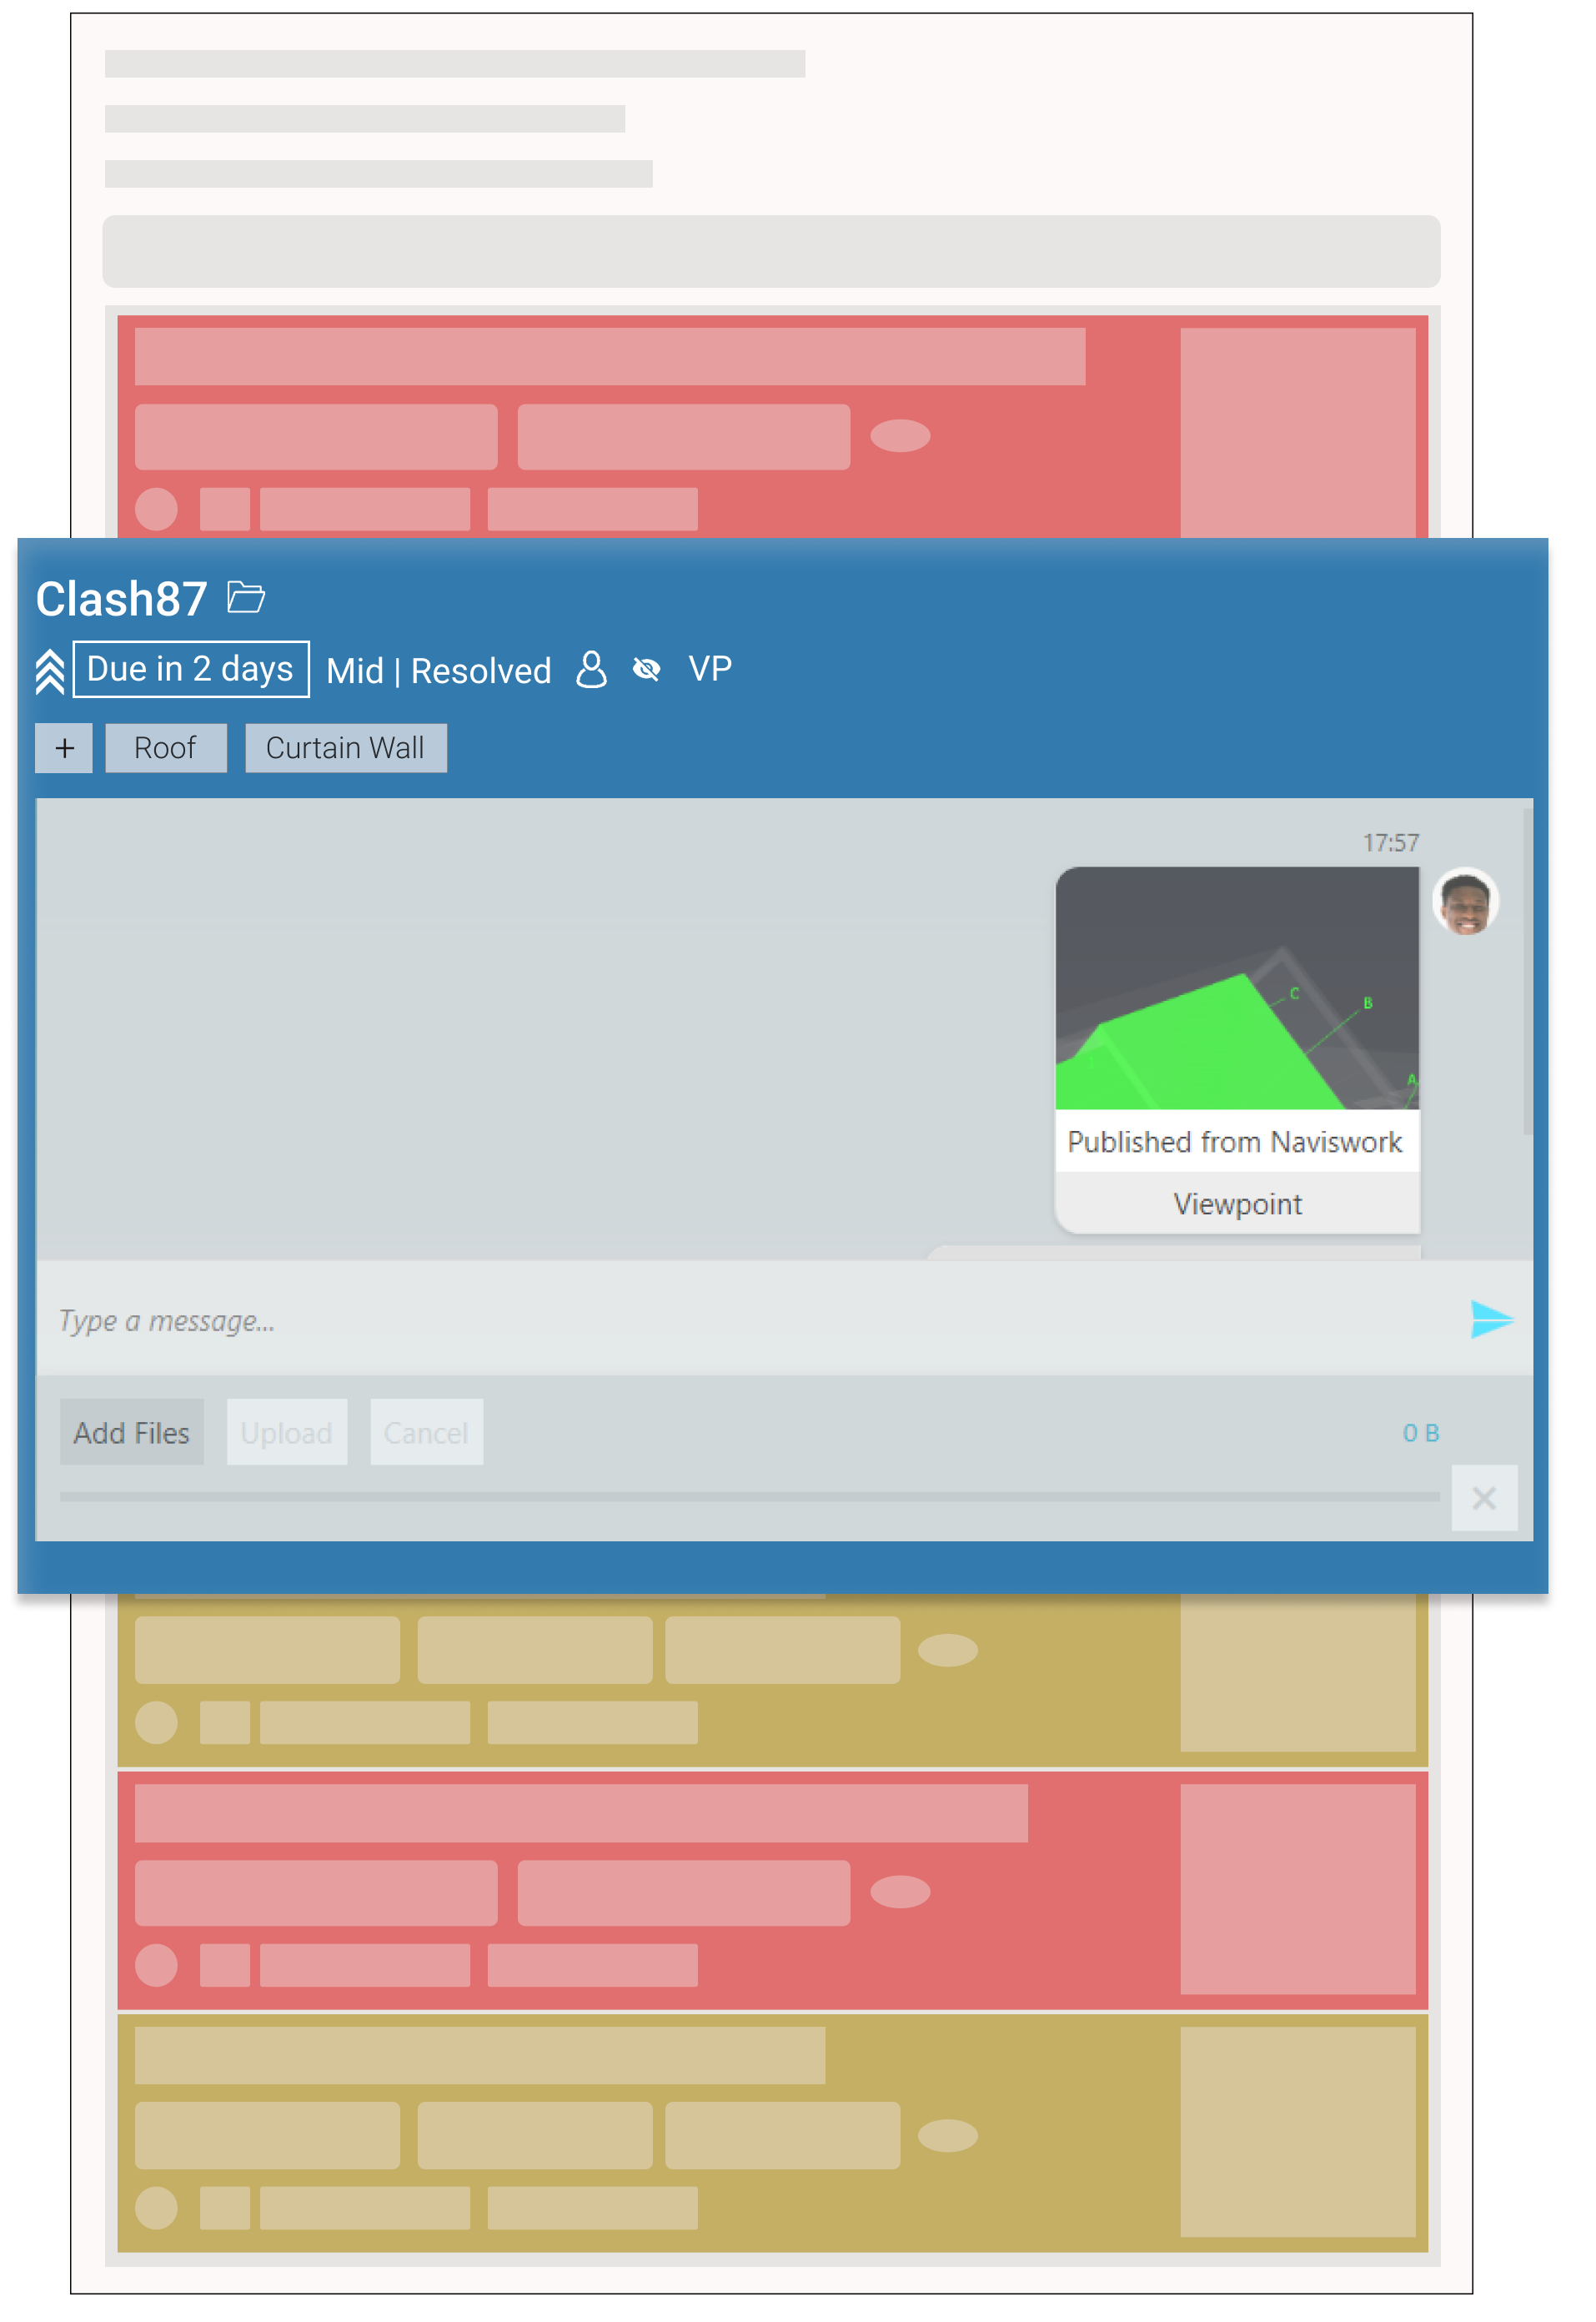 Clash87
Due in 2 days Mid | Resolved VP
+ Roof Curtain Wall
17:57
C
B
A
Published from Naviswork
Viewpoint
Type a message...
Add Files Upload Cancel 0 B